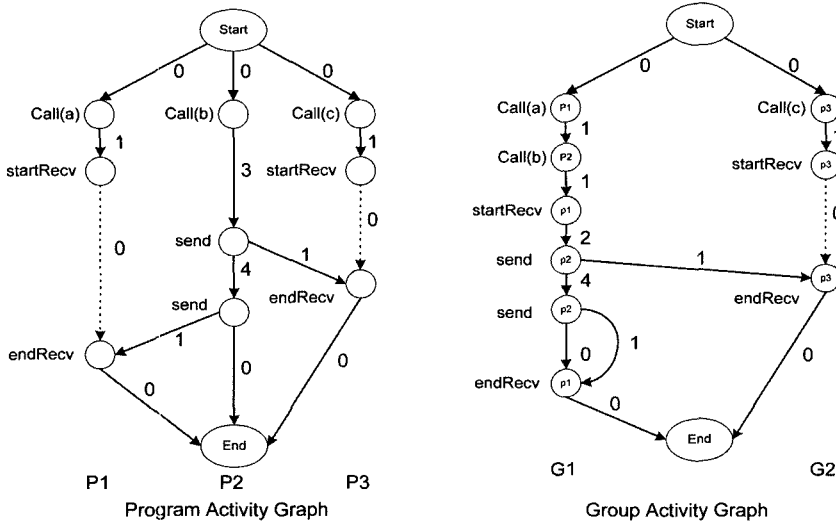 Start
0
0
0
Call(a)
Call(b)
Call(c)
1
1
startRecv
startRecv
3
0
0
send
1
4
endRecv
send
endRecv
1
0
0
0
End
P1
P2
P3
Program Activity Graph
Start
0
0
Call(a)
P1
Call(c)
p3
1
1
Call(b)
P2
startRecv
p3
1
startRecv
p1
0
2
1
send
p2
p3
4
endRecv
send
p2
0
1
0
endRecv
p1
0
End
G1
G2
Group Activity Graph